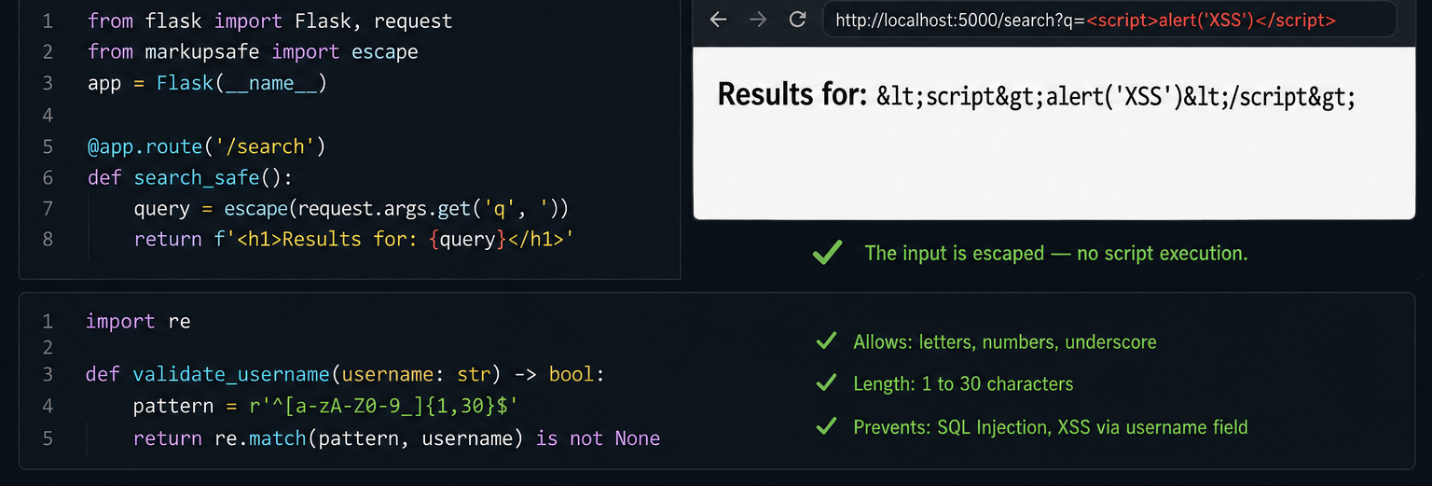 1 from flask import Flask, request
2 from markupsafe import escape
3 app = Flask(__name__)
4
5 @app.route('/search')
6 def search_safe():
7 query = escape(request.args.get('q', '))
8 return f'<h1>Results for: {query}</h1>'
http://localhost:5000/search?q=<script>alert('XSS')</script>
Results for: &lt;script&gt;alert('XSS')&lt;/script&gt;
The input is escaped — no script execution.
1 import re
2
3 def validate_username(username: str) -> bool:
4 pattern = r'^[a-zA-Z0-9_]{1,30}$'
5 return re.match(pattern, username) is not None
Allows: letters, numbers, underscore
Length: 1 to 30 characters
Prevents: SQL Injection, XSS via username field